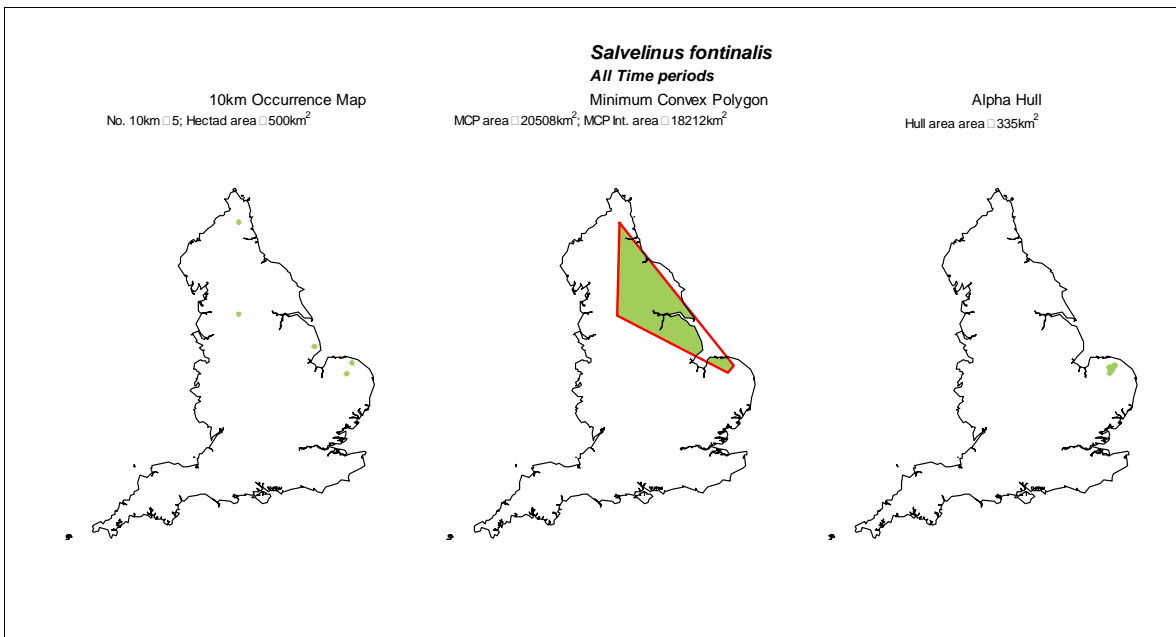 Salvelinus fontinalis
All Time periods
10km Occurrence Map
No. 10km □ 5; Hectad area □ 500km²
Minimum Convex Polygon
MCP area □ 20508km²; MCP Int. area □ 18212km²
Alpha Hull
Hull area area □ 335km²